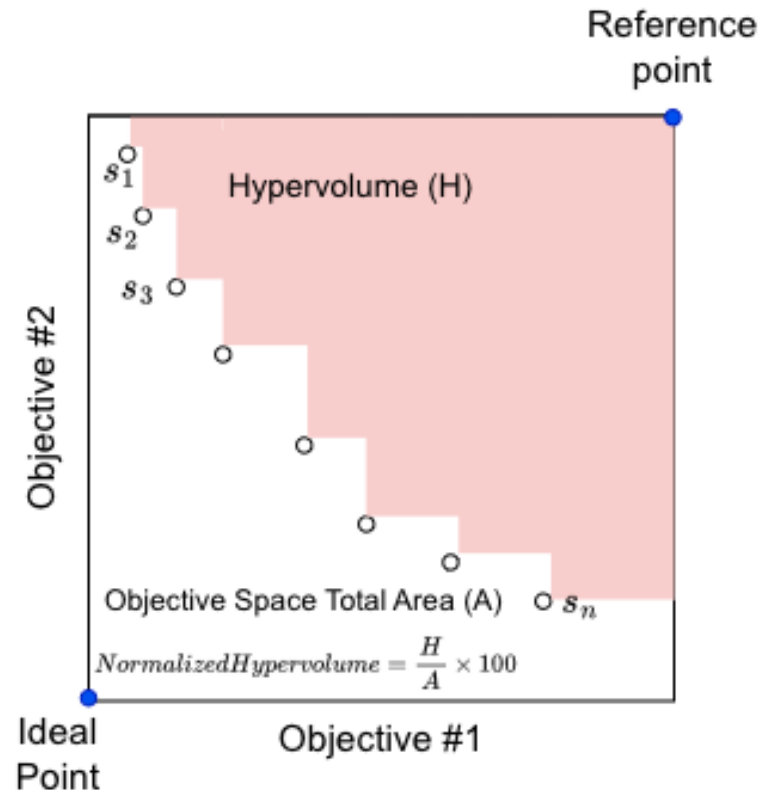 Reference
point
s1
Hypervolume (H)
s2
s3
Objective #2
Objective Space Total Area (A)
sn
NormalizedHypervolume = H/A × 100
Ideal
Point
Objective #1